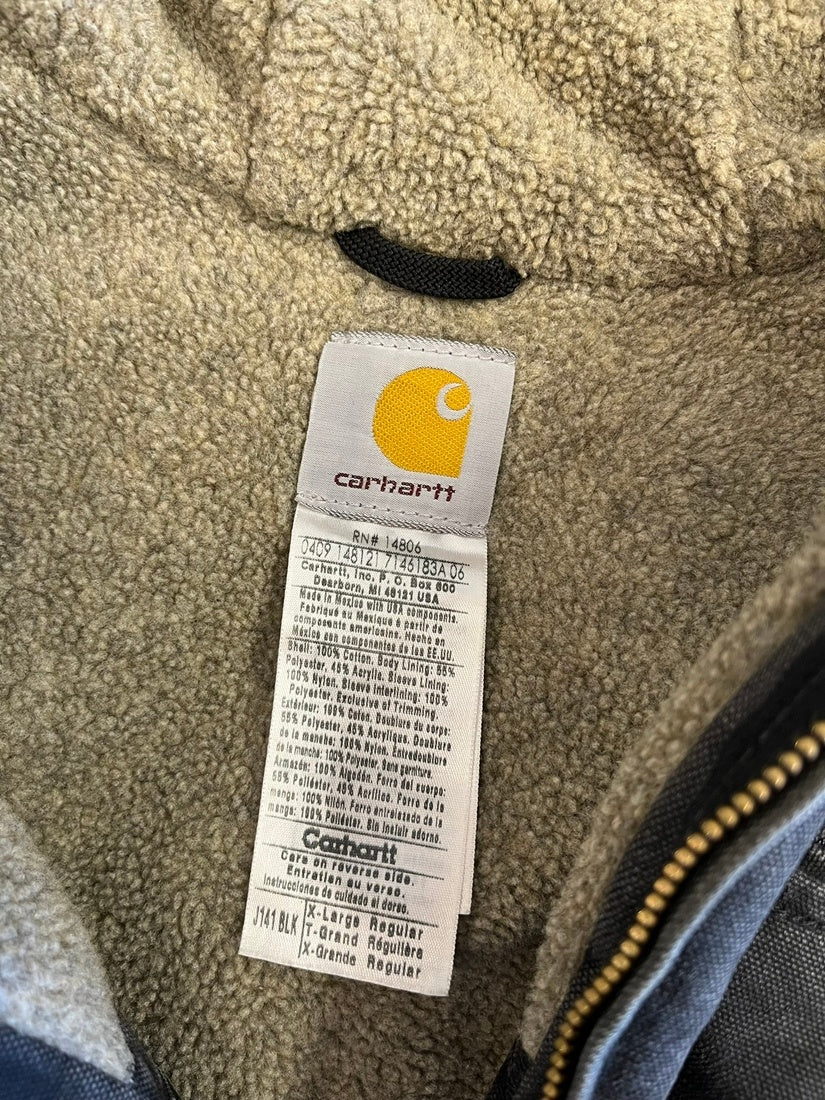 carhartt
RN# 14806
0409 148121 7146183A 06
Carhartt, Inc. P. O. Box 600
Dearborn, MI 48121 USA
Made in Mexico with USA components.
Fabriqué au Mexique à partir de
composants américains. Hecho en
México con componentes de los EE.UU.
Shell: 100% Cotton. Body Lining: 55%
Polyester, 45% Acrylic. Sleeve Lining:
100% Nylon. Sleeve Interlining: 100%
Polyester. Exclusive of Trimming.
Extérieur: 100% Coton. Doublure du corps:
55% Polyester, 45% Acrylique. Doublure
de la manche: 100% Nylon. Entredoublure
de la manche: 100% Polyester. Sans garniture.
Armazón: 100% Algodón. Forro del cuerpo:
55% Poliéster, 45% Acrílico. Forro de la
manga: 100% Nilón. Forro entrelazado de la
manga: 100% Poliéster. Sin incluir adorno.
Carhartt
Care on reverse side.
Entretien au verso.
Instrucciones de cuidado al dorso.
J141 BLK
X-Large Regular
T-Grand Régulière
X-Grande Regular